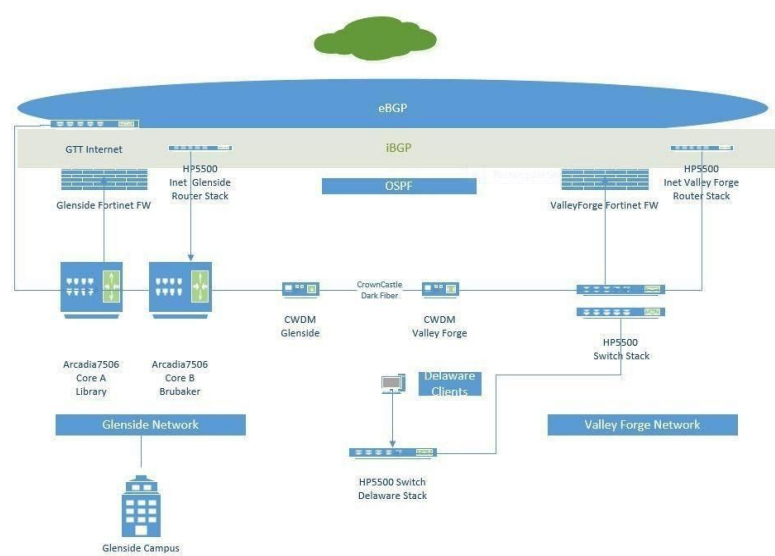 eBGP
iBGP
GTT Internet
HP5500
Inet Glenside
Router Stack
HP5500
Inet Valley Forge
Router Stack
OSPF
Glenside Fortinet FW
ValleyForge Fortinet FW
CrownCastle
Dark Fiber
CWDM
Glenside
CWDM
Valley Forge
HP5500
Switch Stack
Arcadia7506
Core A
Library
Arcadia7506
Core B
Brubaker
Delaware
Clients
Glenside Network
Valley Forge Network
HP5500 Switch
Delaware Stack
Glenside Campus